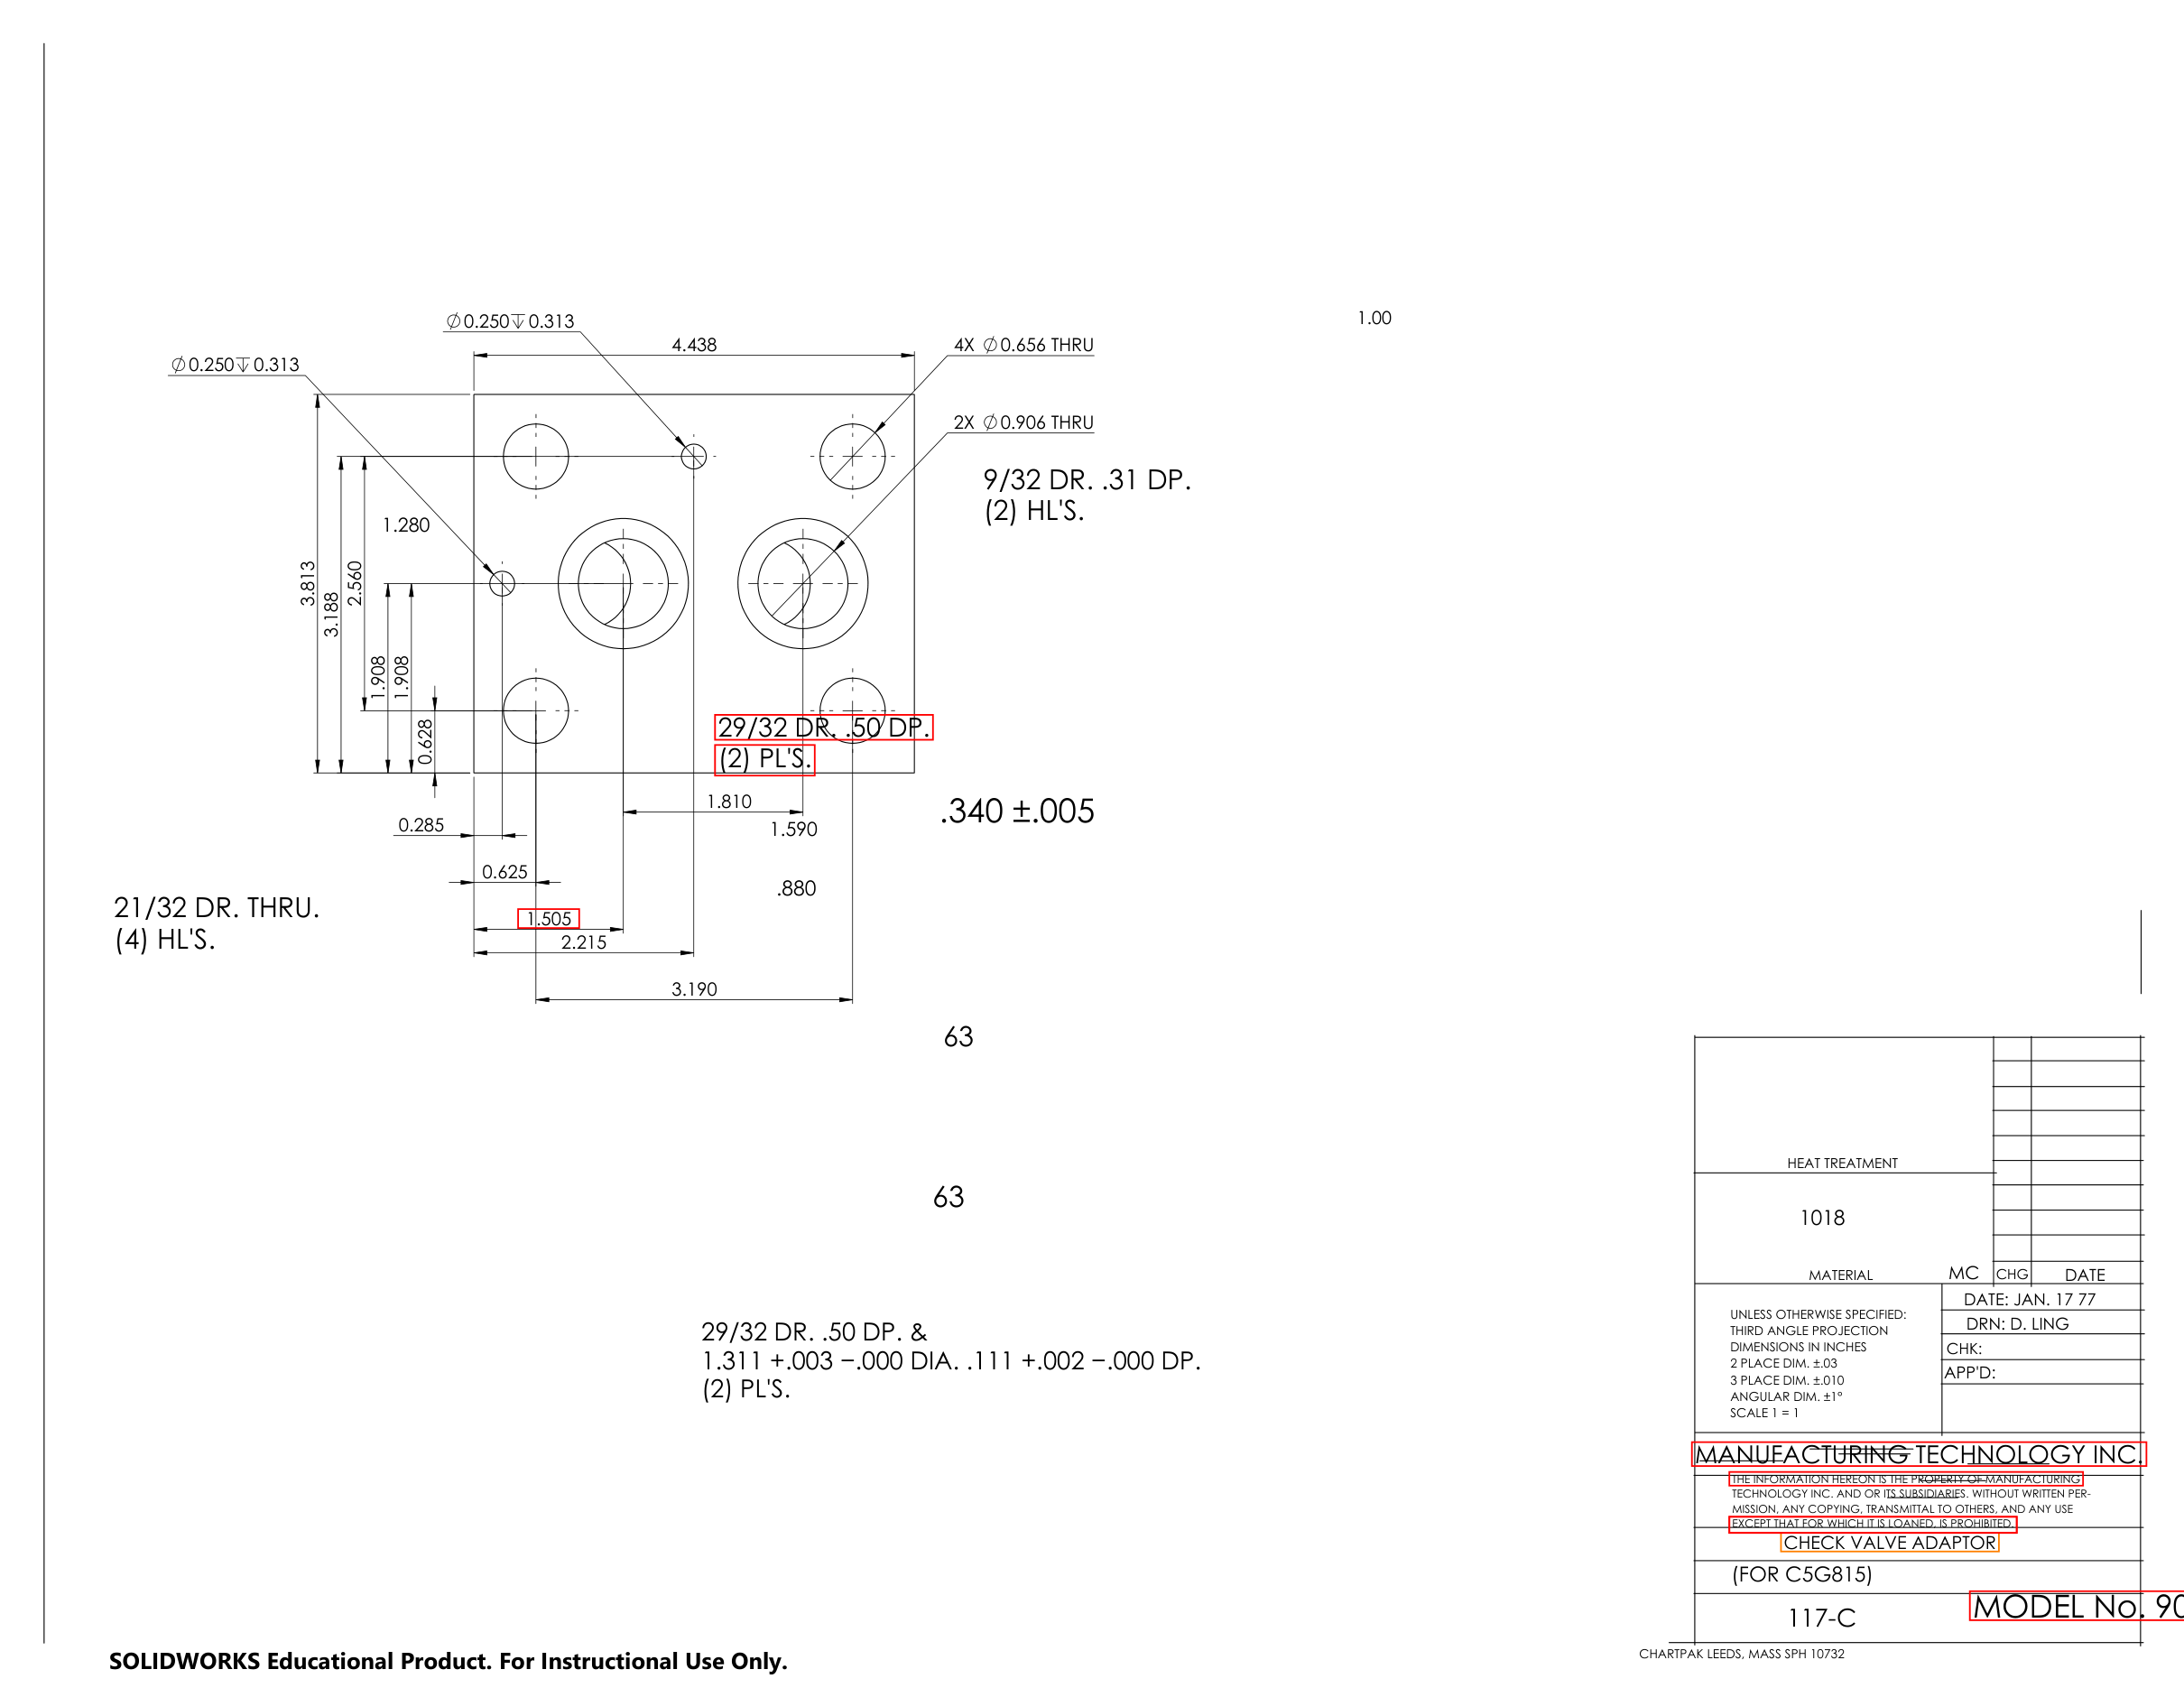 ⌀0.250↧0.313
1.00
4.438
4X ⌀0.656 THRU
⌀0.250↧0.313
2X ⌀0.906 THRU
9/32 DR. .31 DP.
(2) HL'S.
1.280
3.813
3.188
2.560
1.908
1.908
0.628
29/32 DR. .50 DP.
(2) PL'S.
1.810
.340 ±.005
0.285
1.590
0.625
.880
21/32 DR. THRU.
(4) HL'S.
1.505
2.215
3.190
63
63
29/32 DR. .50 DP. &
1.311 +.003 −.000 DIA. .111 +.002 −.000 DP.
(2) PL'S.
HEAT TREATMENT
1018
MATERIAL
MC CHG DATE
DATE: JAN. 17 77
DRN: D. LING
CHK:
APP'D:
UNLESS OTHERWISE SPECIFIED:
THIRD ANGLE PROJECTION
DIMENSIONS IN INCHES
2 PLACE DIM. ±.03
3 PLACE DIM. ±.010
ANGULAR DIM. ±1°
SCALE 1 = 1
MANUFACTURING TECHNOLOGY INC.
THE INFORMATION HEREON IS THE PROPERTY OF MANUFACTURING
TECHNOLOGY INC. AND OR ITS SUBSIDIARIES. WITHOUT WRITTEN PER-
MISSION, ANY COPYING, TRANSMITTAL TO OTHERS, AND ANY USE
EXCEPT THAT FOR WHICH IT IS LOANED, IS PROHIBITED.
CHECK VALVE ADAPTOR
(FOR C5G815)
117-C
MODEL No. 90
CHARTPAK LEEDS, MASS SPH 10732
SOLIDWORKS Educational Product. For Instructional Use Only.